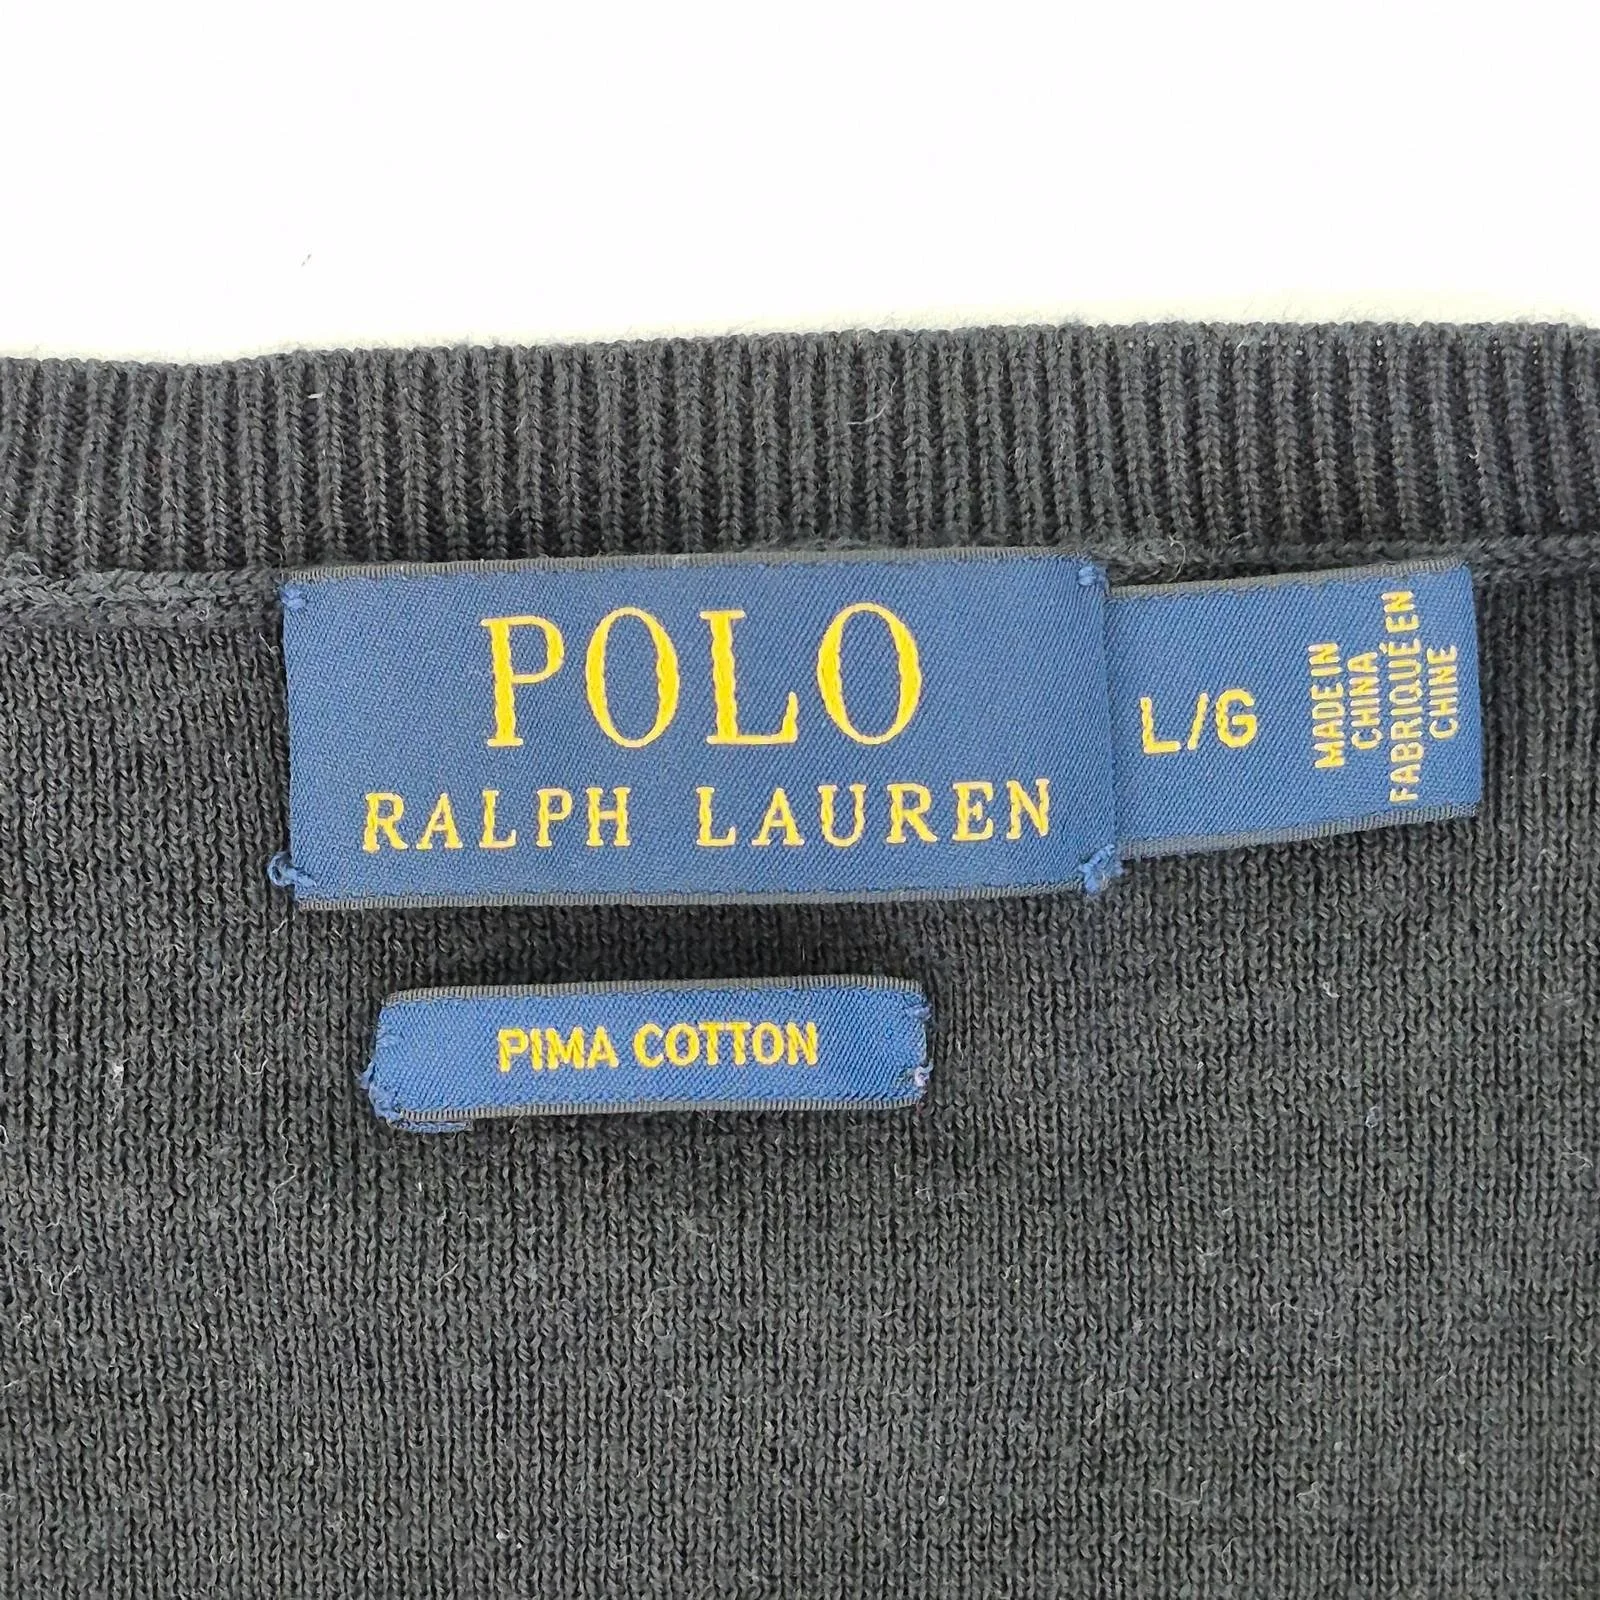 POLO
RALPH LAUREN
L/G
MADE IN
CHINA
FABRIQUÉ EN
CHINE
PIMA COTTON